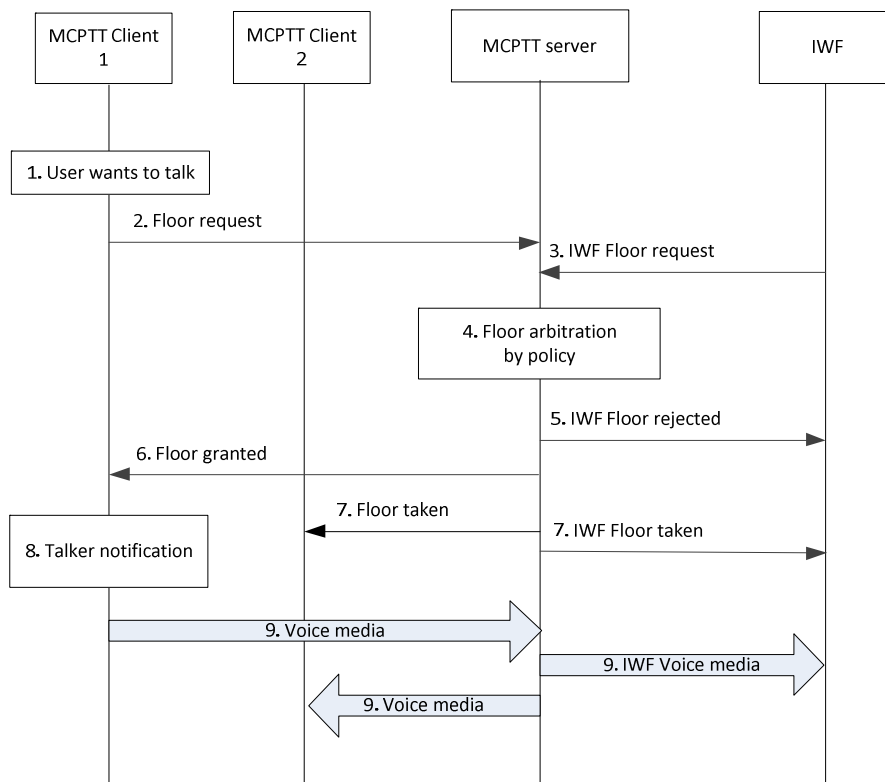 MCPTT Client
1
MCPTT Client
2
MCPTT server
IWF
1. User wants to talk
2. Floor request
3. IWF Floor request
4. Floor arbitration
by policy
5. IWF Floor rejected
6. Floor granted
7. Floor taken
7. IWF Floor taken
8. Talker notification
9. Voice media
9. IWF Voice media
9. Voice media